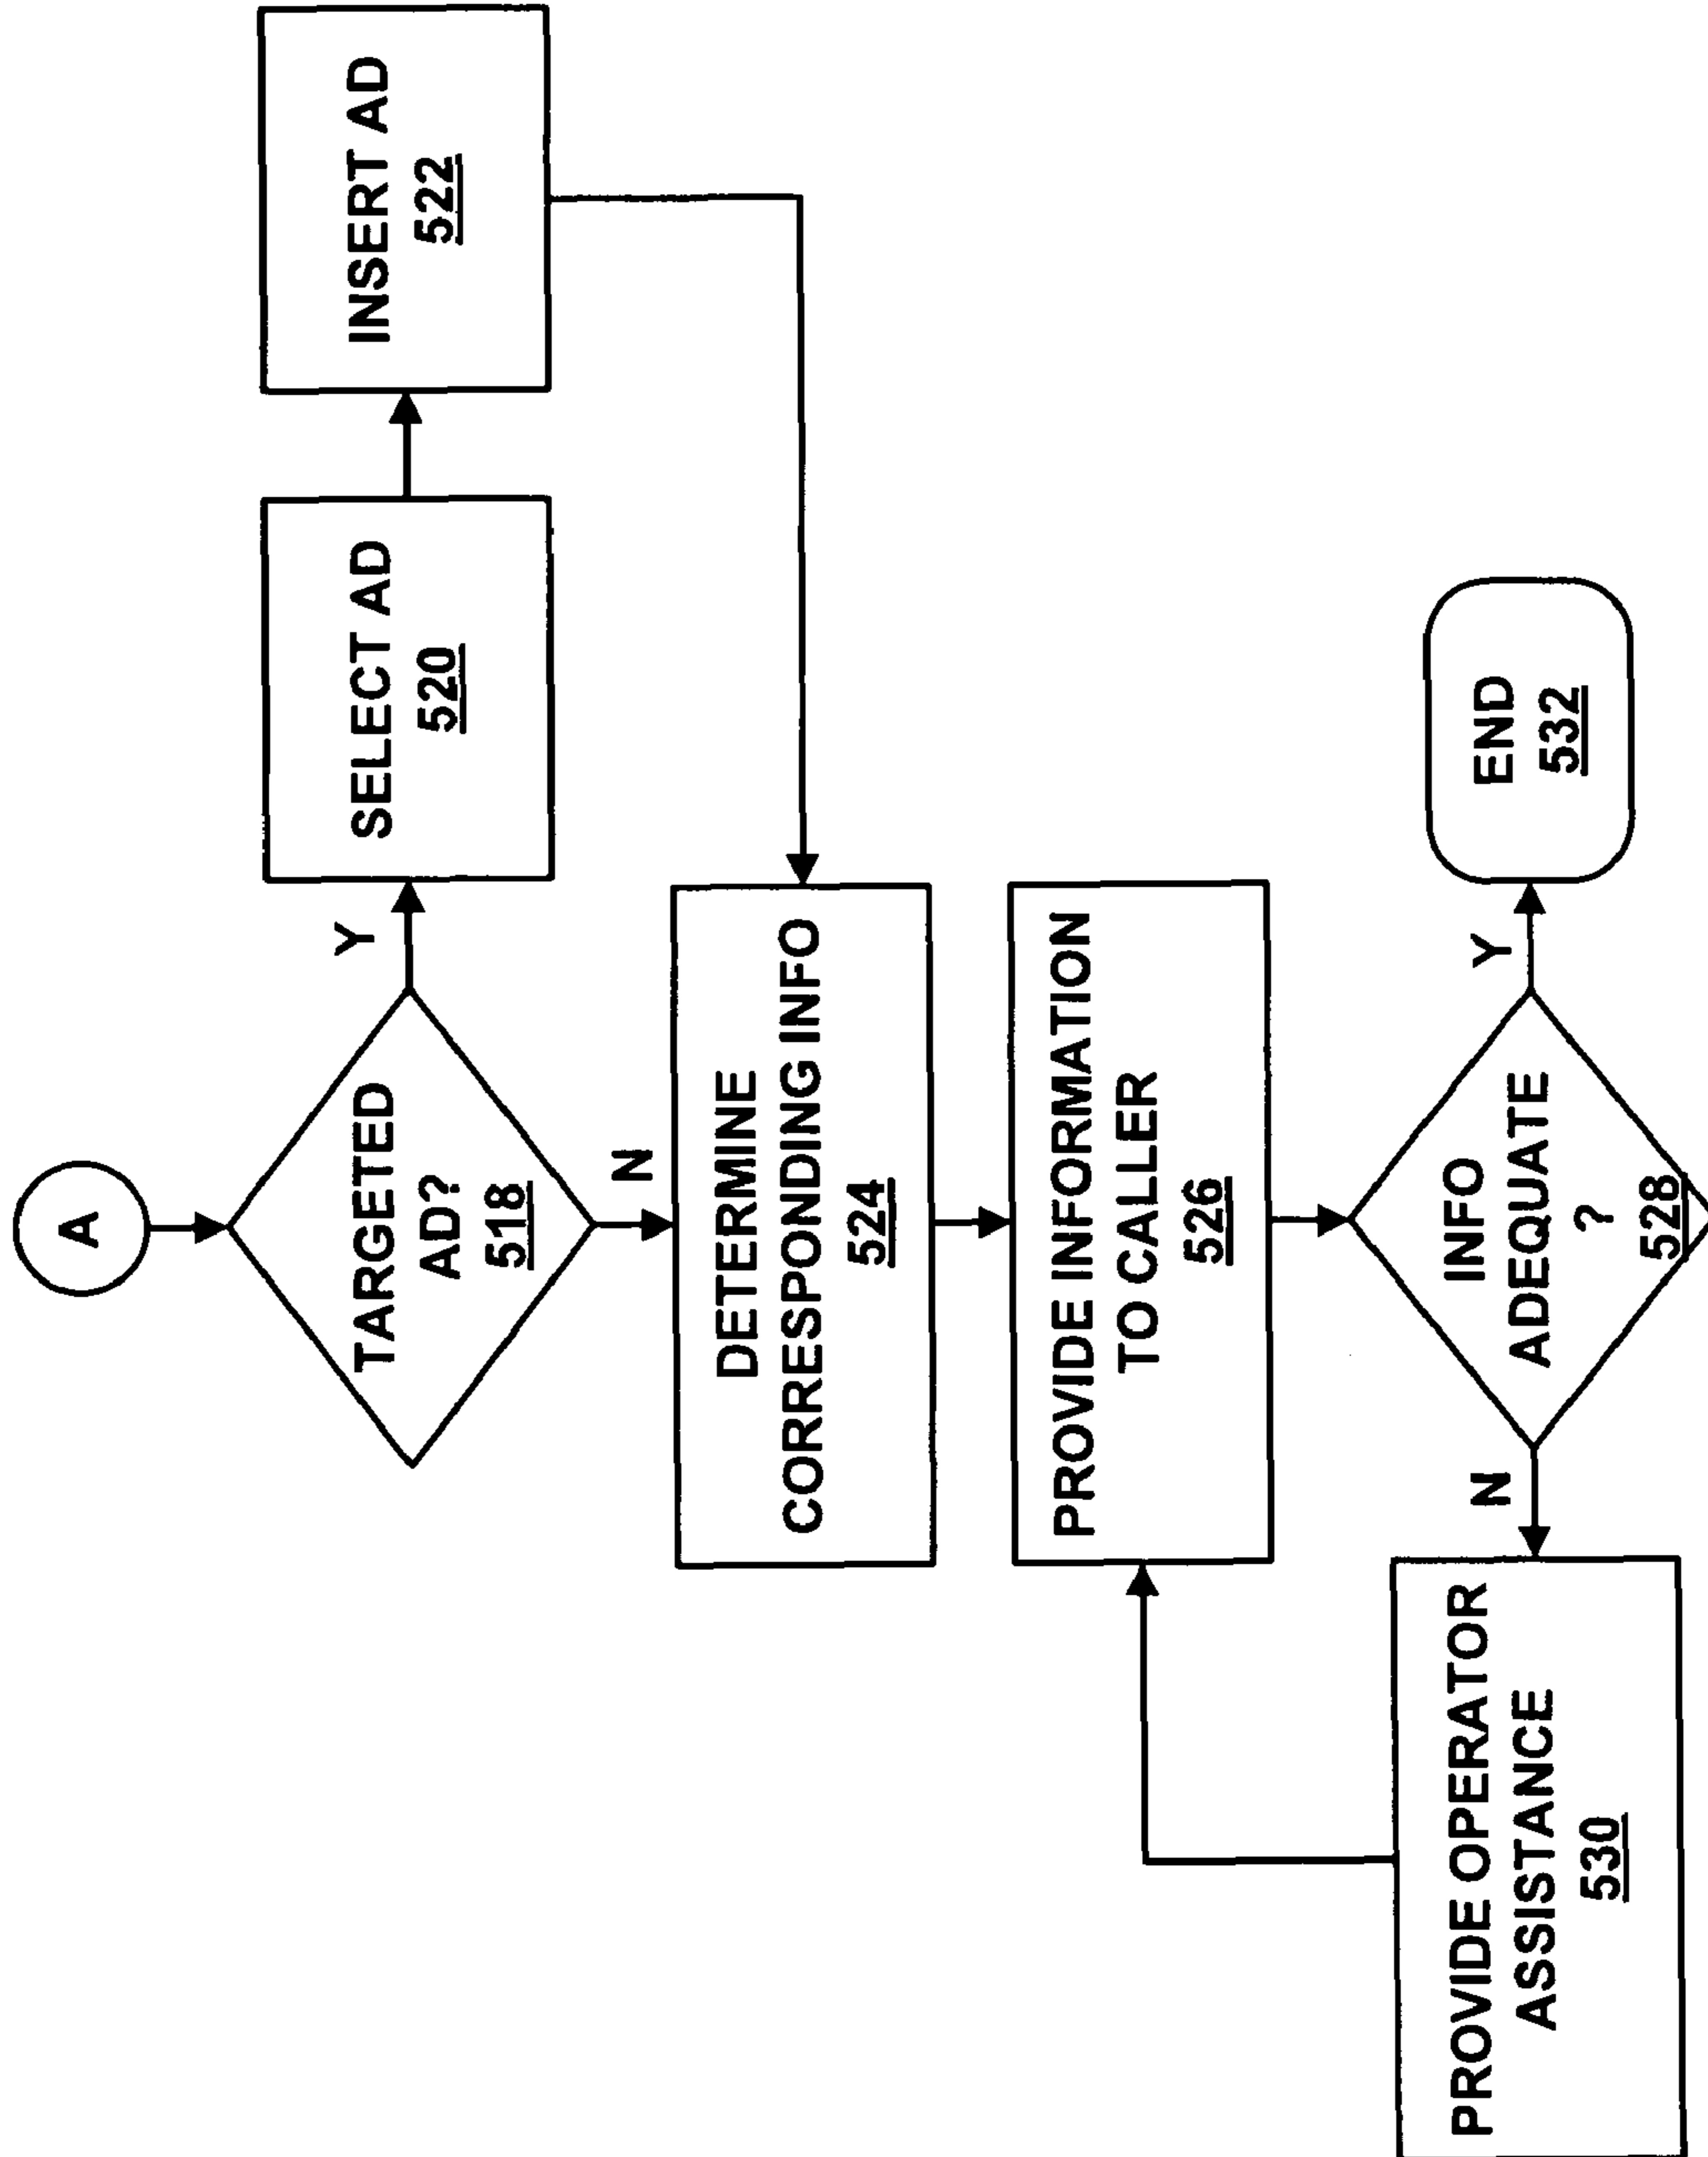 A
TARGETED
AD?
518
Y
SELECT AD
520
INSERT AD
522
N
DETERMINE
CORRESPONDING INFO
524
PROVIDE INFORMATION
TO CALLER
526
INFO
ADEQUATE
?
528
Y
END
532
N
PROVIDE OPERATOR
ASSISTANCE
530